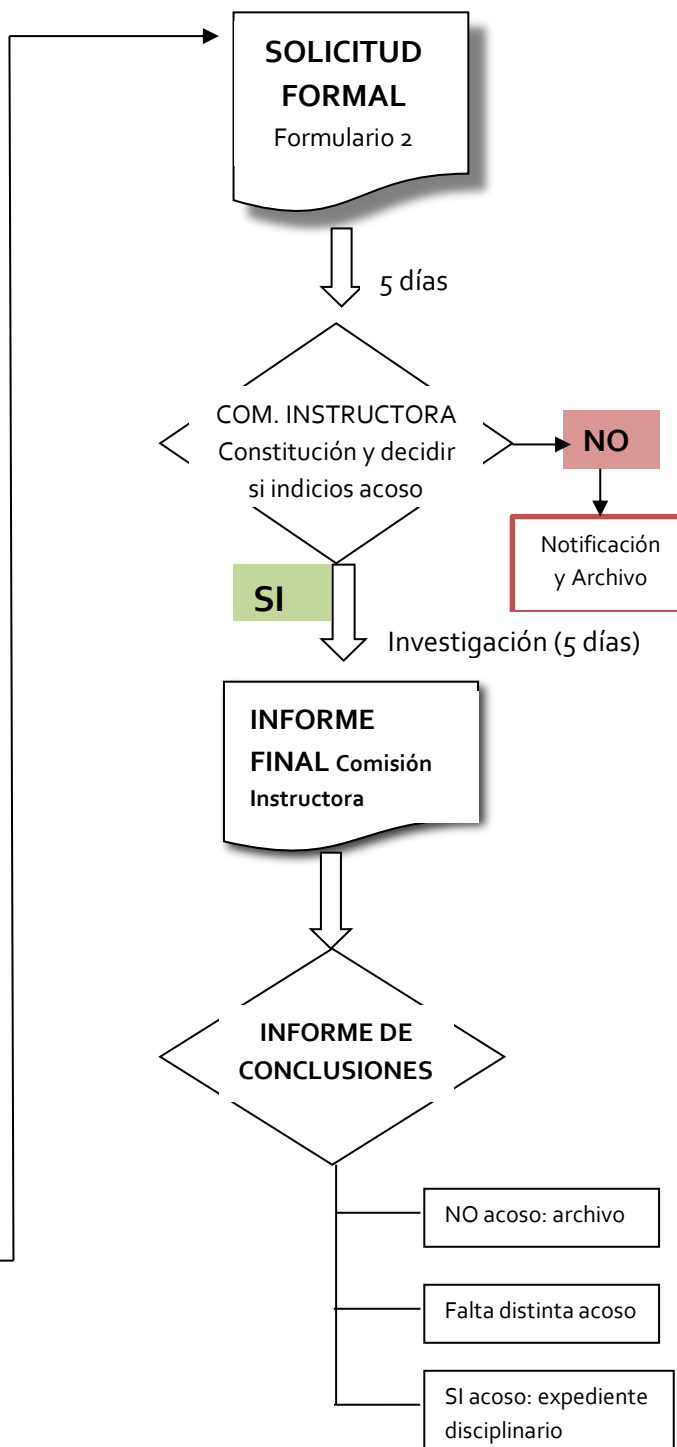 SOLICITUD
FORMAL
Formulario 2
5 días
COM. INSTRUCTORA
Constitución y decidir
si indicios acoso
NO
Notificación
y Archivo
SI
Investigación (5 días)
INFORME
FINAL Comisión
Instructora
INFORME DE
CONCLUSIONES
NO acoso: archivo
Falta distinta acoso
SI acoso: expediente
disciplinario